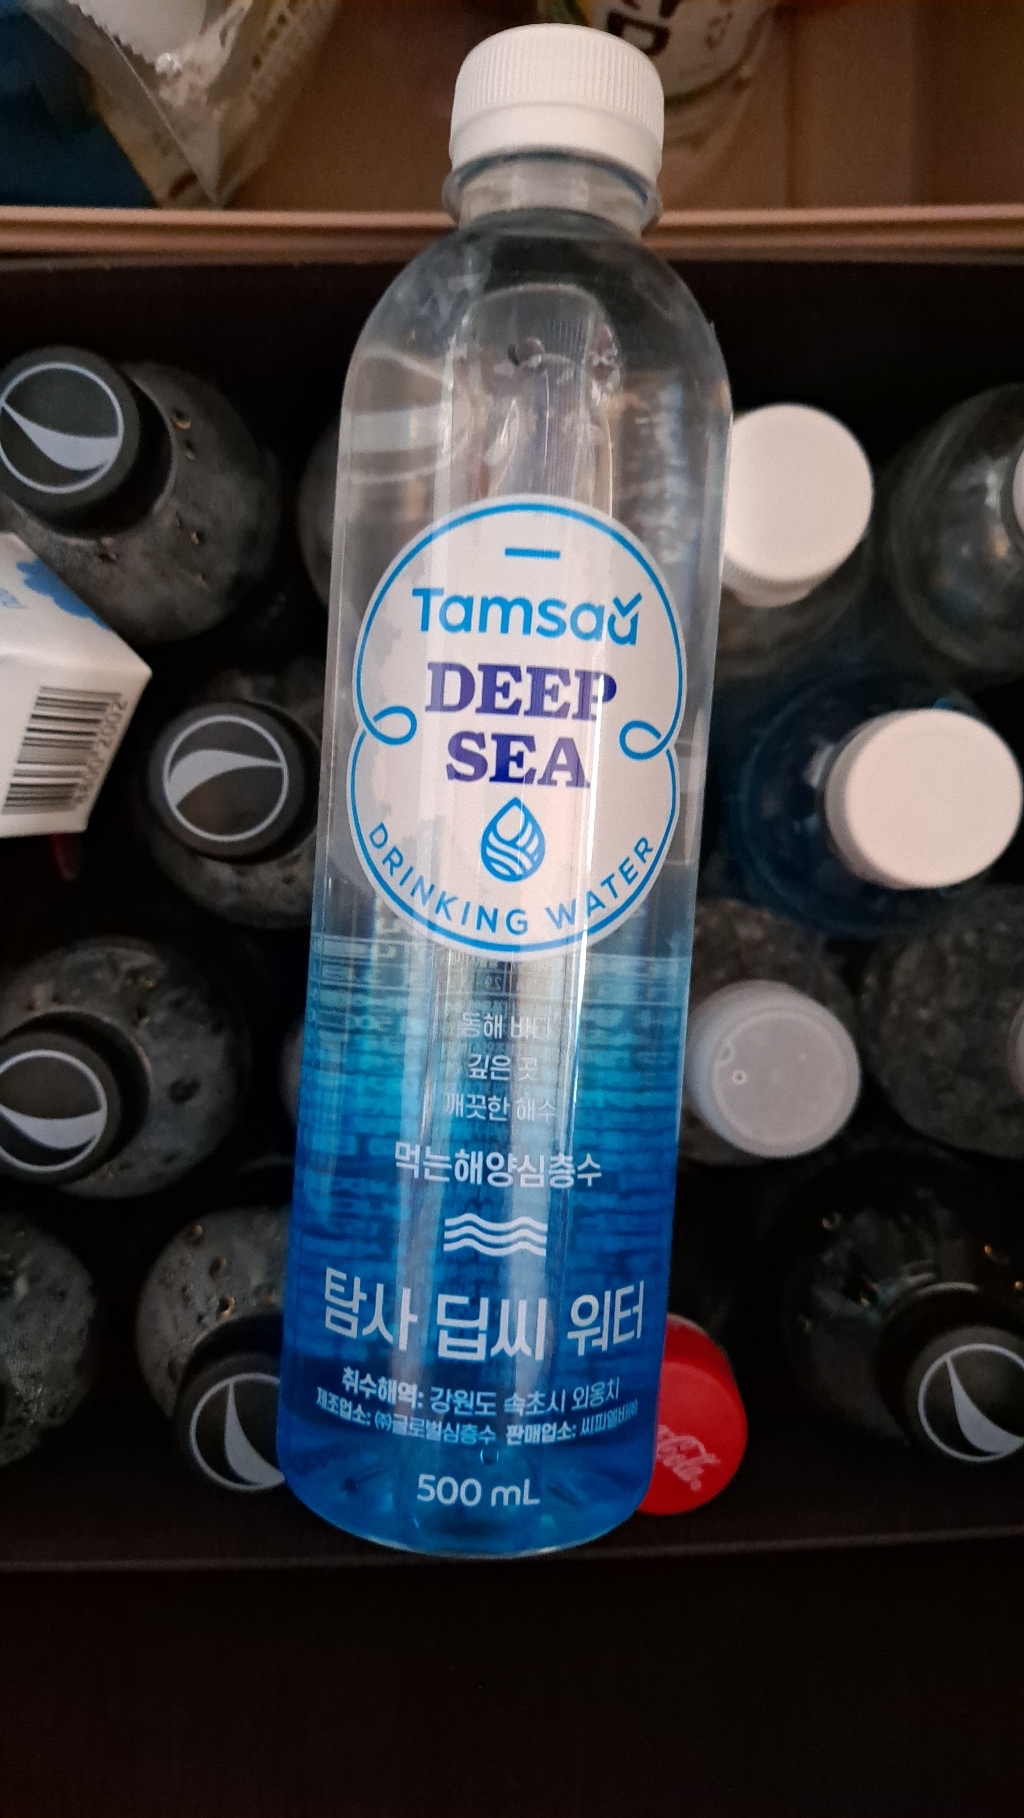 Tamsaa
DEEP
SEA
DRINKING WATER
동해 바다
깊은 곳
깨끗한 해수
먹는해양심층수
탐사 딥씨 워터
취수해역: 강원도 속초시 외옹치
제조업소: ㈜글로벌심층수 판매업소: 씨피엘비㈜
500 mL
Cola